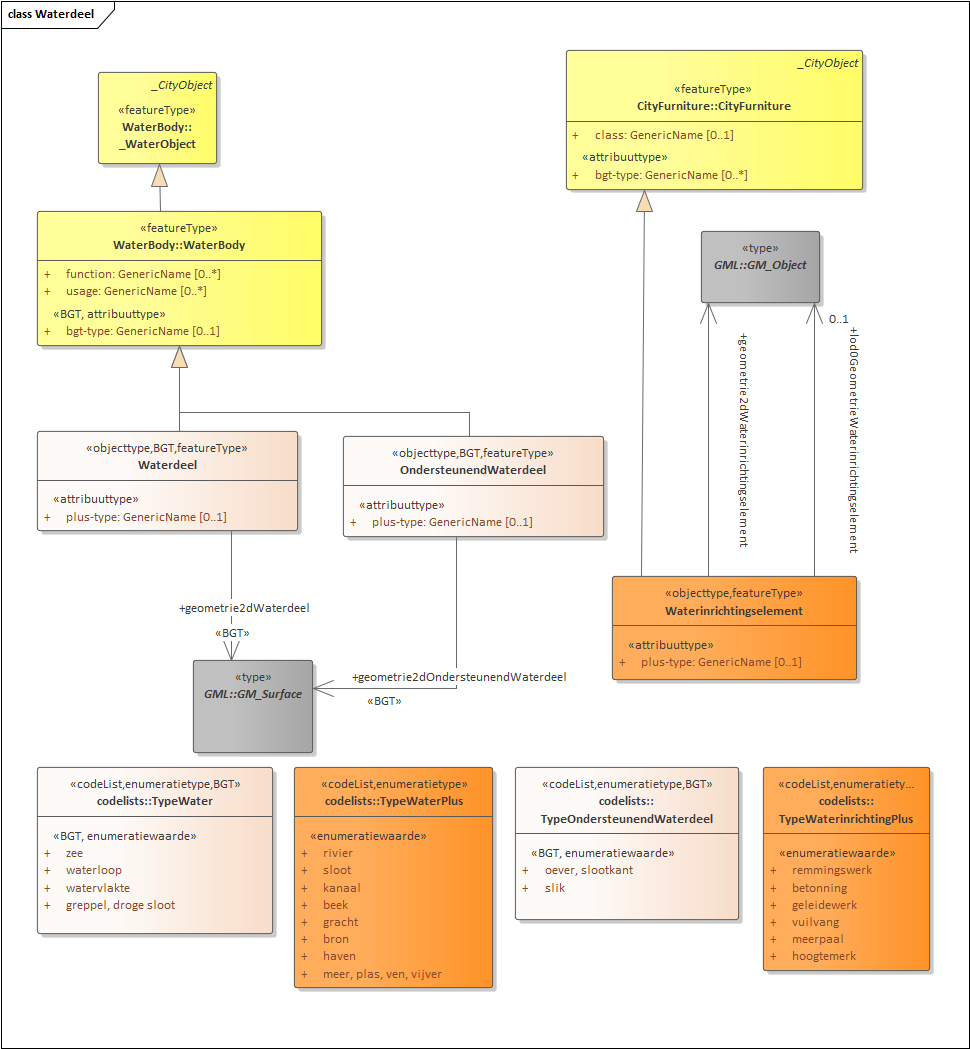 class Waterdeel
_CityObject
«featureType»
WaterBody::
_WaterObject
_CityObject
«featureType»
CityFurniture::CityFurniture
+ class: GenericName [0..1]
«attribuuttype»
+ bgt-type: GenericName [0..*]
«featureType»
WaterBody::WaterBody
+ function: GenericName [0..*]
+ usage: GenericName [0..*]
«BGT, attribuuttype»
+ bgt-type: GenericName [0..1]
«type»
GML::GM_Object
0..1
+geometrie2dWaterinrichtingselement
+lod0GeometrieWaterinrichtingselement
«objecttype,BGT,featureType»
Waterdeel
«attribuuttype»
+ plus-type: GenericName [0..1]
«objecttype,BGT,featureType»
OndersteunendWaterdeel
«attribuuttype»
+ plus-type: GenericName [0..1]
«objecttype,featureType»
Waterinrichtingselement
«attribuuttype»
+ plus-type: GenericName [0..1]
+geometrie2dWaterdeel
«BGT»
«type»
GML::GM_Surface
+geometrie2dOndersteunendWaterdeel
«BGT»
«codeList,enumeratietype,BGT»
codelists::TypeWater
«BGT, enumeratiewaarde»
+ zee
+ waterloop
+ watervlakte
+ greppel, droge sloot
«codeList,enumeratietype»
codelists::TypeWaterPlus
«enumeratiewaarde»
+ rivier
+ sloot
+ kanaal
+ beek
+ gracht
+ bron
+ haven
+ meer, plas, ven, vijver
«codeList,enumeratietype,BGT»
codelists::
TypeOndersteunendWaterdeel
«BGT, enumeratiewaarde»
+ oever, slootkant
+ slik
«codeList,enumeratiety...
codelists::
TypeWaterinrichtingPlus
«enumeratiewaarde»
+ remmingswerk
+ betonning
+ geleidewerk
+ vuilvang
+ meerpaal
+ hoogtemerk